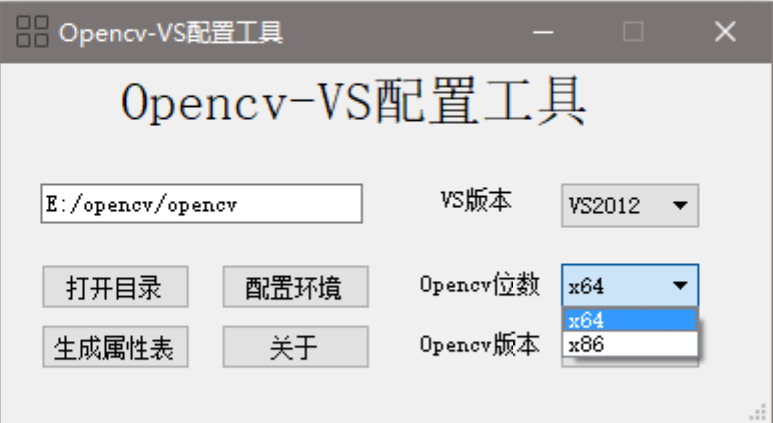 Opencv-VS配置工具
Opencv-VS配置工具
E:/opencv/opencv
VS版本
VS2012
打开目录
配置环境
Opencv位数
x64
x64
x86
生成属性表
关于
Opencv版本